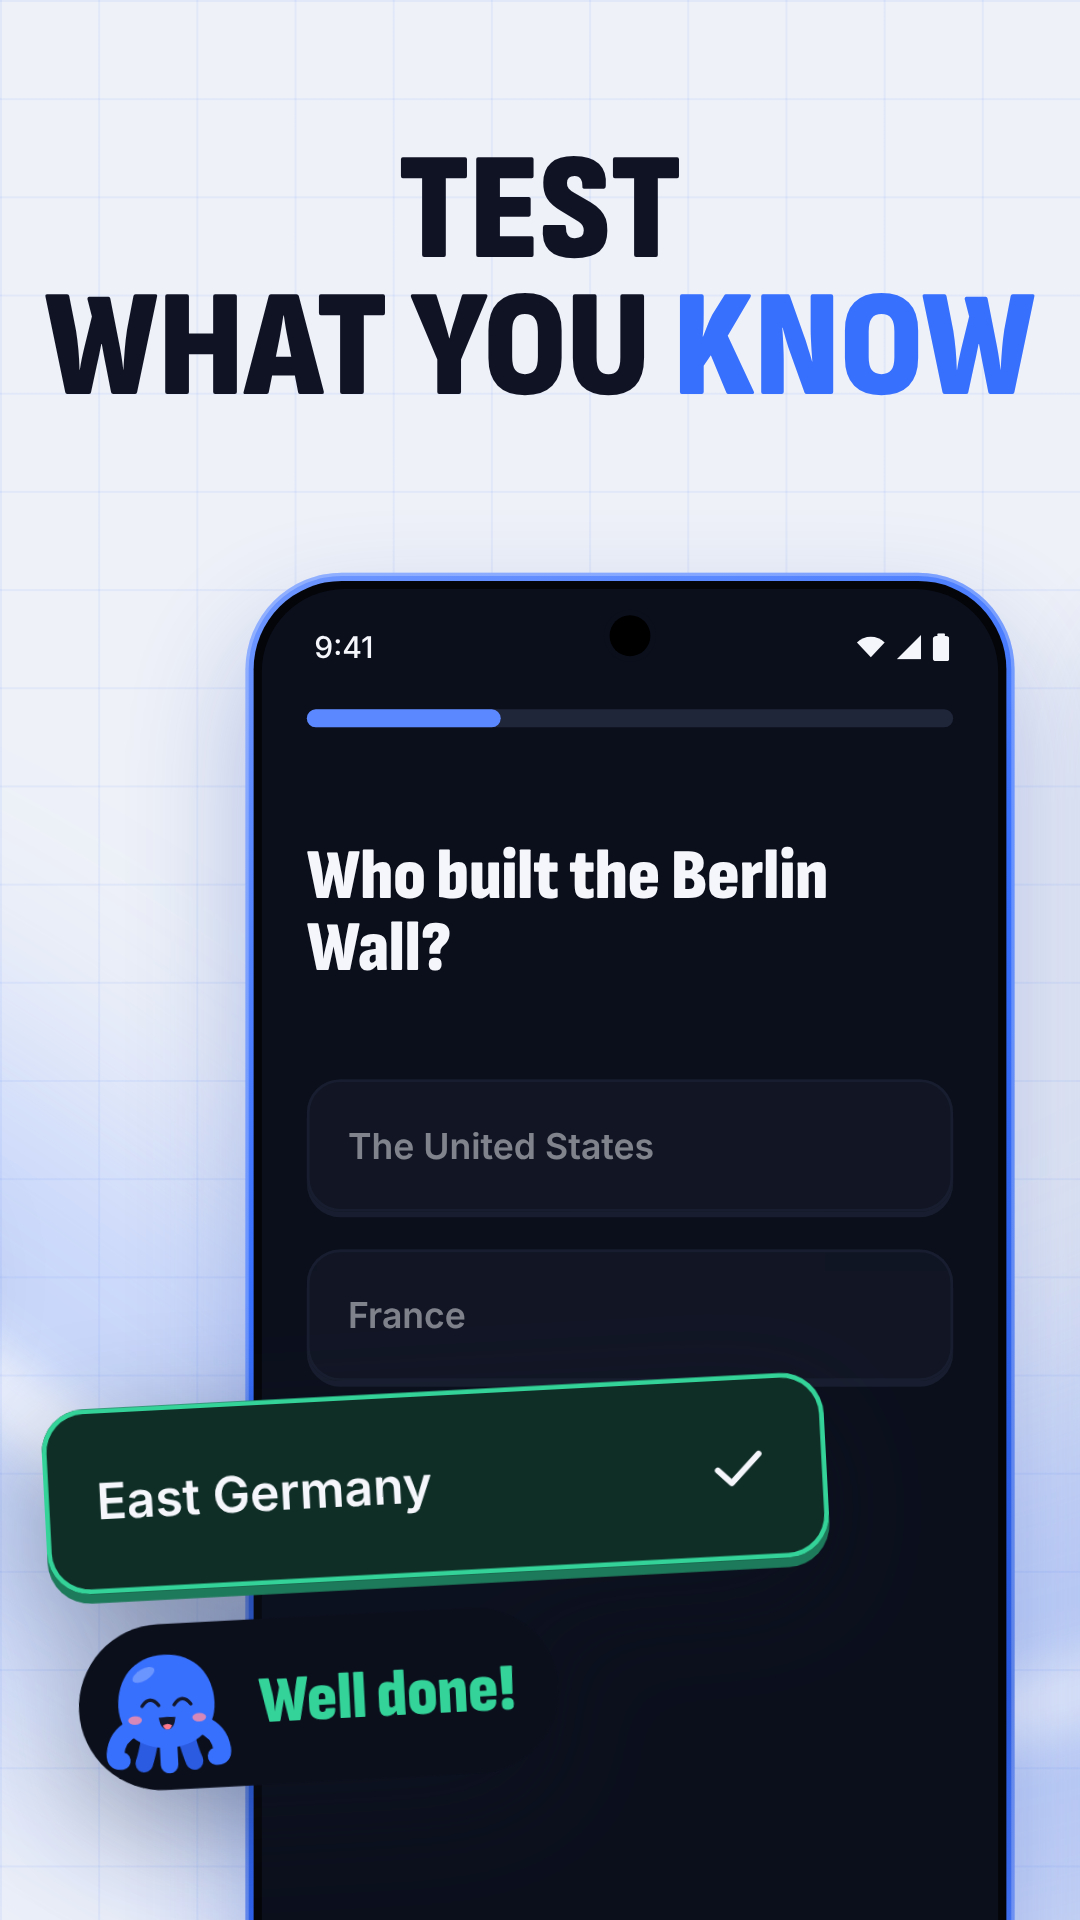 TEST
WHAT YOU KNOW
9:41
Who built the Berlin
Wall?
The United States
France
East Germany
Well done!